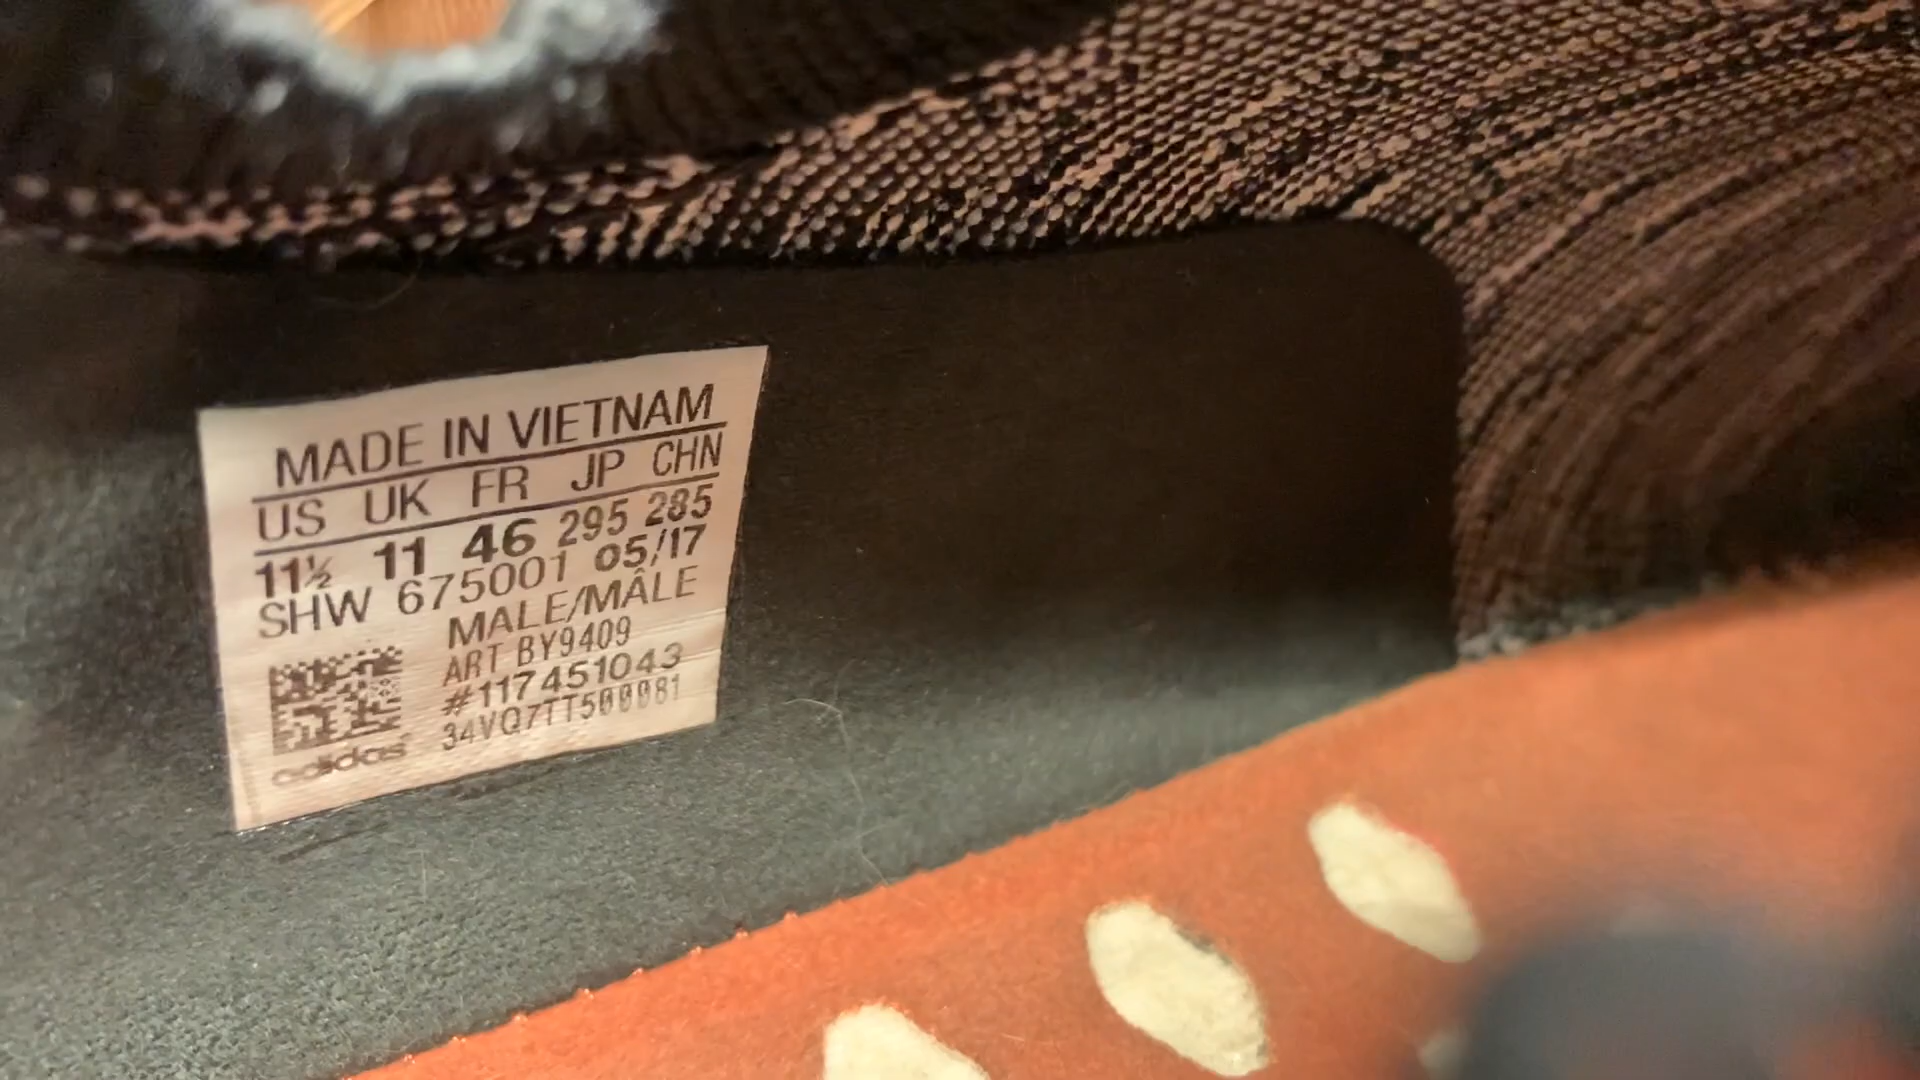 MADE IN VIETNAM
US UK FR JP CHN
11½ 11 46 295 285
SHW 675001 05/17
MALE/MÂLE
ART BY9409
#117451043
34VQ7TT500081
adidas